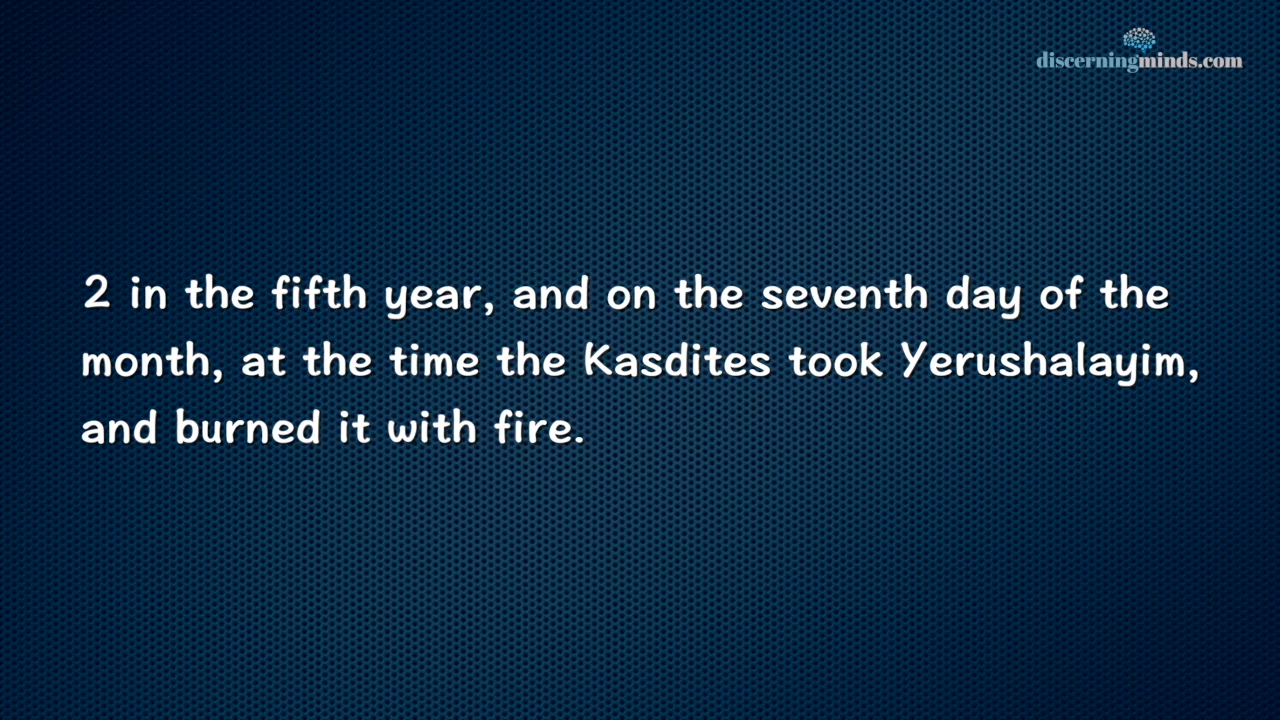 discerningminds.com
2 in the fifth year, and on the seventh day of the
month, at the time the Kasdites took Yerushalayim,
and burned it with fire.